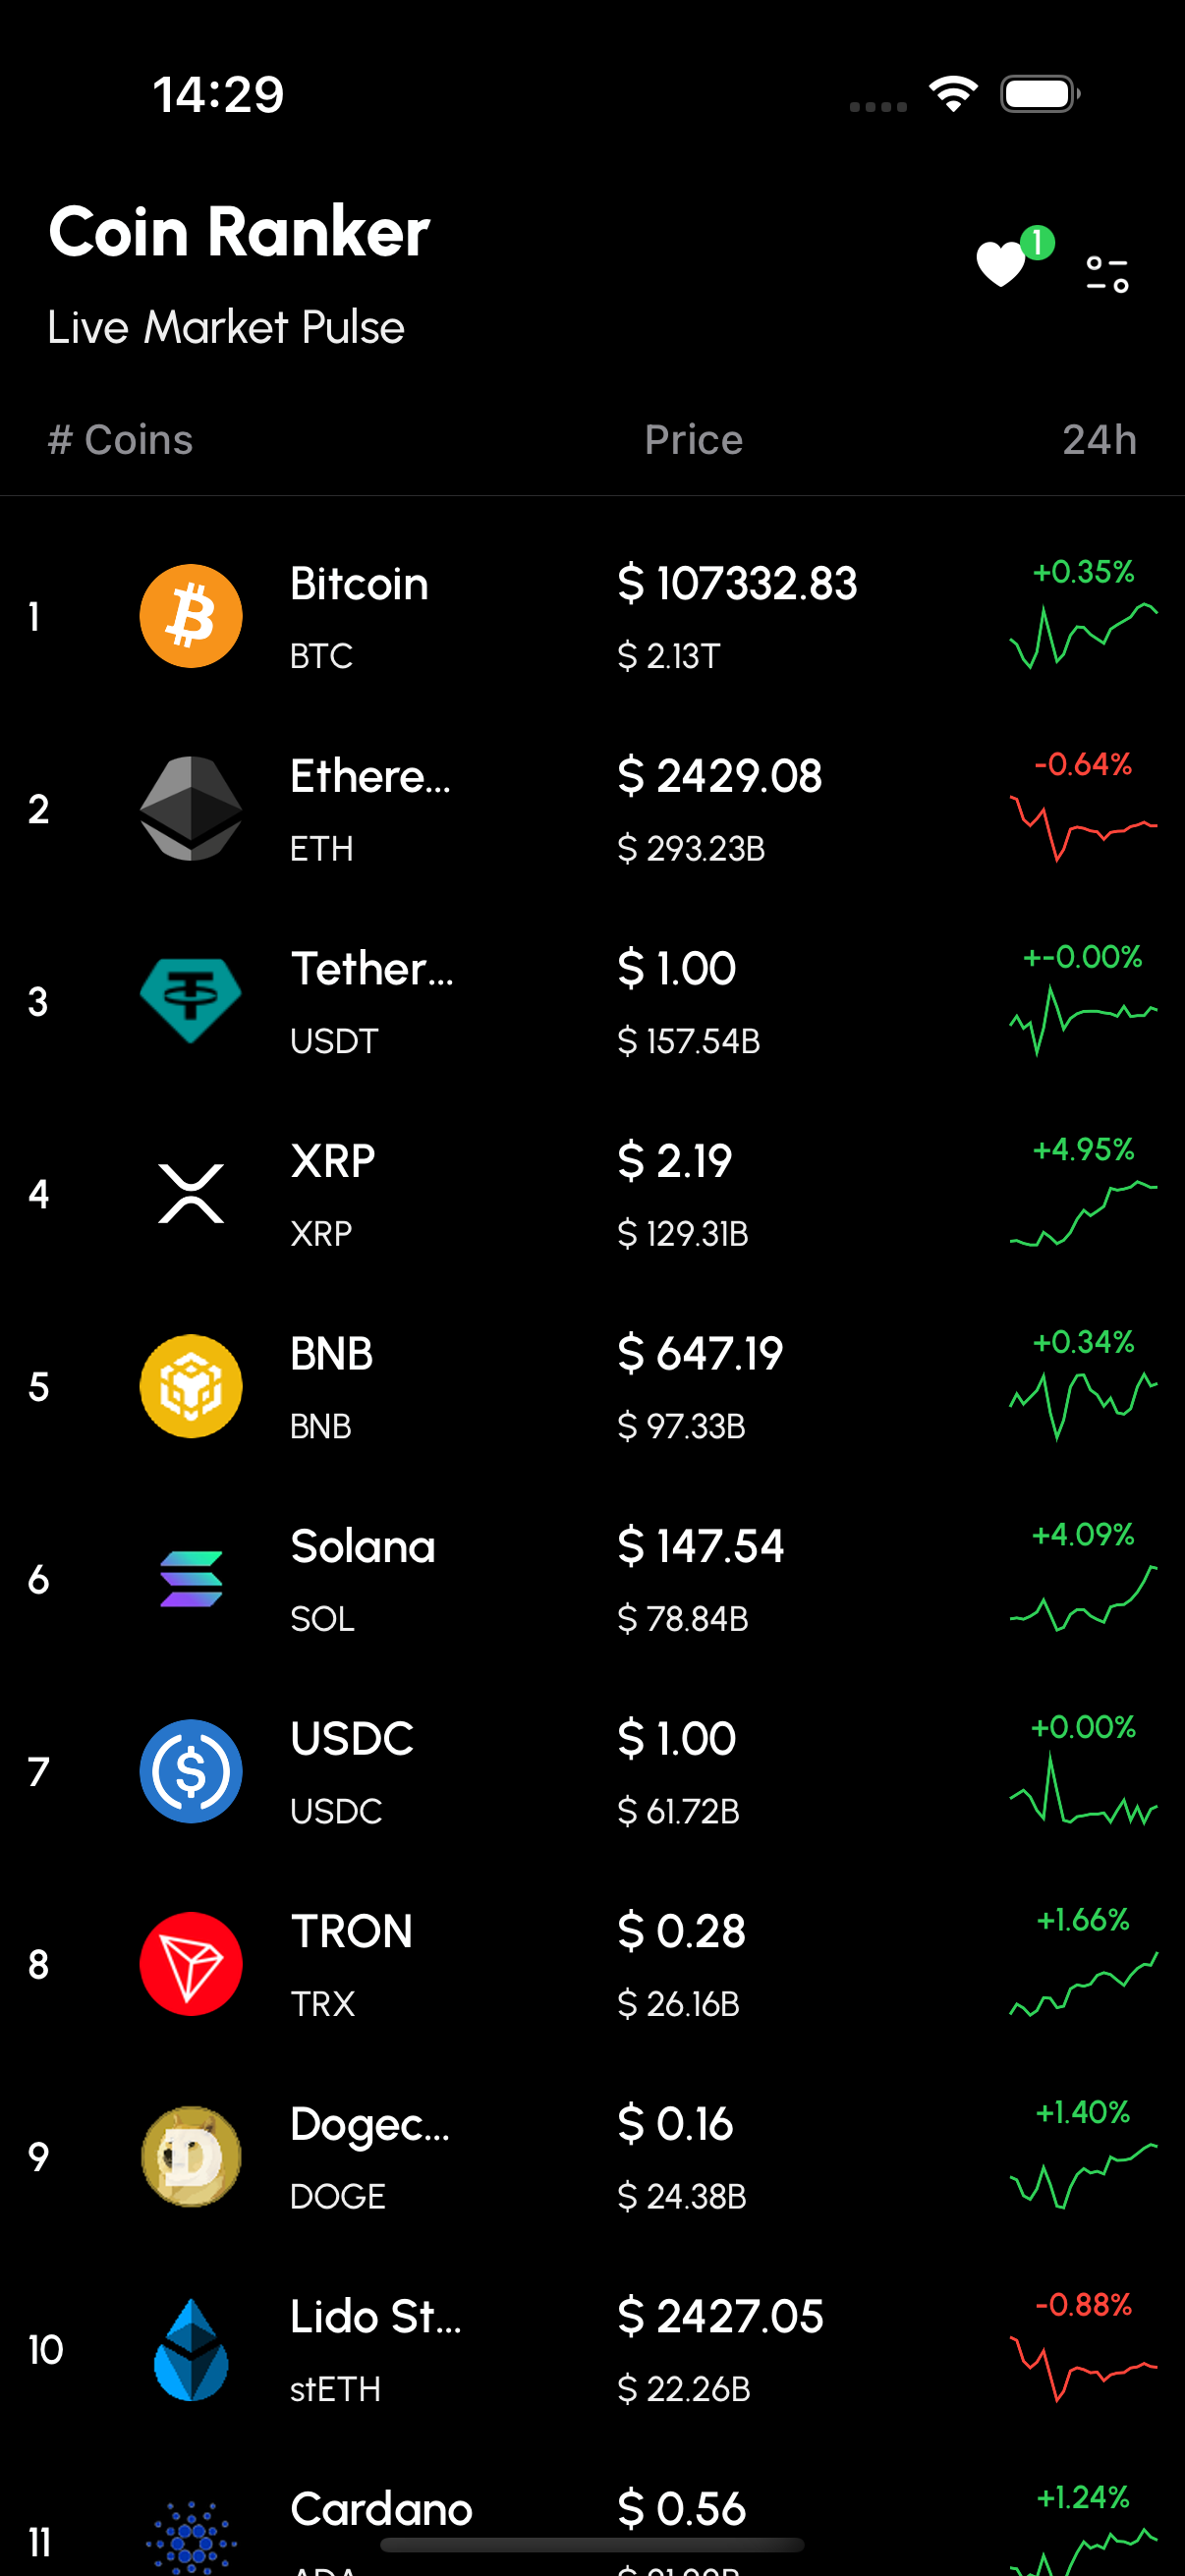 14:29
Coin Ranker
1
Live Market Pulse
# Coins Price 24h
1 Bitcoin $ 107332.83 +0.35%
BTC $ 2.13T
2 Ethere... $ 2429.08 -0.64%
ETH $ 293.23B
3 Tether... $ 1.00 +-0.00%
USDT $ 157.54B
4 XRP $ 2.19 +4.95%
XRP $ 129.31B
5 BNB $ 647.19 +0.34%
BNB $ 97.33B
6 Solana $ 147.54 +4.09%
SOL $ 78.84B
7 USDC $ 1.00 +0.00%
USDC $ 61.72B
8 TRON $ 0.28 +1.66%
TRX $ 26.16B
9 Dogec... $ 0.16 +1.40%
DOGE $ 24.38B
10 Lido St... $ 2427.05 -0.88%
stETH $ 22.26B
11 Cardano $ 0.56 +1.24%